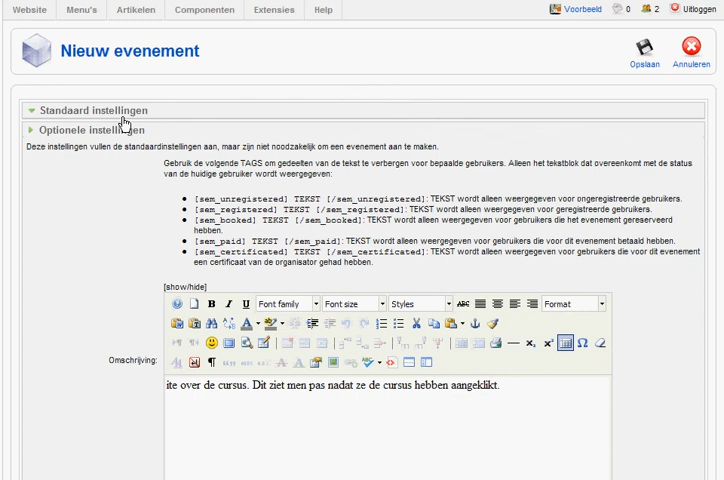 Website Menu's Artikelen Componenten Extensies Help Voorbeeld 0 2 Uitloggen
Nieuw evenement
Opslaan Annuleren
Standaard instellingen
Optionele instellingen
Deze instellingen vullen de standaardinstellingen aan, maar zijn niet noodzakelijk om een evenement aan te maken.
Gebruik de volgende TAGS om gedeelten van de tekst te verbergen voor bepaalde gebruikers. Alleen het tekstblok dat overeenkomt met de status
van de huidige gebruiker wordt weergegeven:
[sem_unregistered] TEKST [/sem_unregistered]: TEKST wordt alleen weergegeven voor ongeregistreerde gebruikers.
[sem_registered] TEKST [/sem_registered]: TEKST wordt alleen weergegeven voor geregistreerde gebruikers.
[sem_booked] TEKST [/sem_booked]: TEKST wordt alleen weergegeven voor gebruikers die het evenement gereserveerd
hebben.
[sem_paid] TEKST [/sem_paid]: TEKST wordt alleen weergegeven voor gebruikers die voor dit evenement betaald hebben.
[sem_certificated] TEKST [/sem_certificated]: TEKST wordt alleen weergegeven voor gebruikers die voor dit evenement
een certificaat van de organisator gehad hebben.
[show/hide]
B I U Font family Font size Styles ABC Format
Omschrijving:
ite over de cursus. Dit ziet men pas nadat ze de cursus hebben aangeklikt.